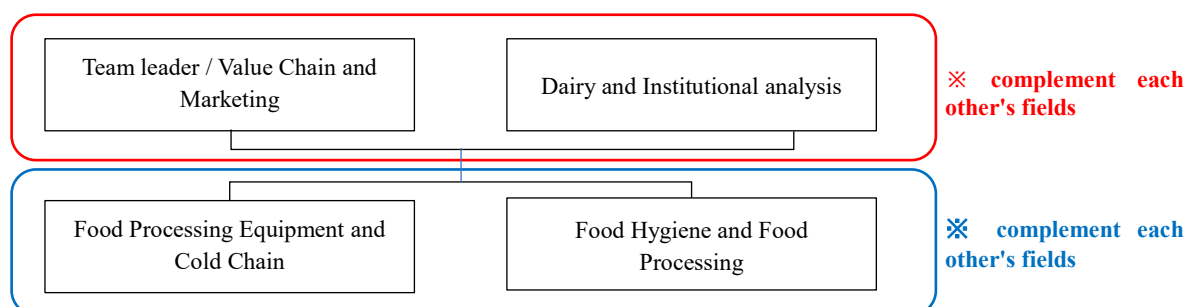 Team leader / Value Chain and
Marketing
Dairy and Institutional analysis
※ complement each
other's fields
Food Processing Equipment and
Cold Chain
Food Hygiene and Food
Processing
※ complement each
other's fields